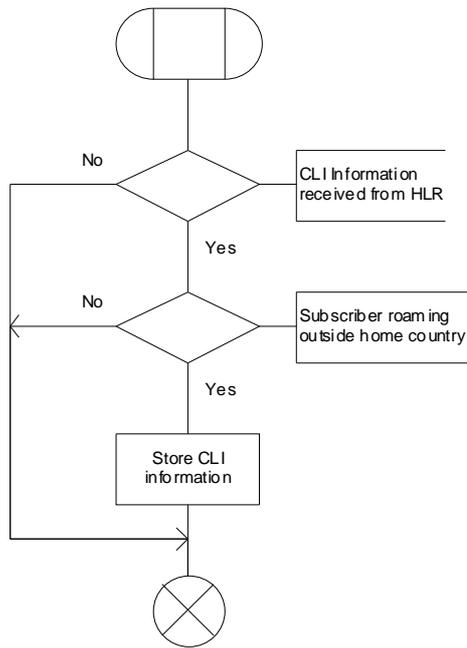 No
CLI Information
received from HLR
Yes
No
Subscriber roaming
outside home country
Yes
Store CLI
information